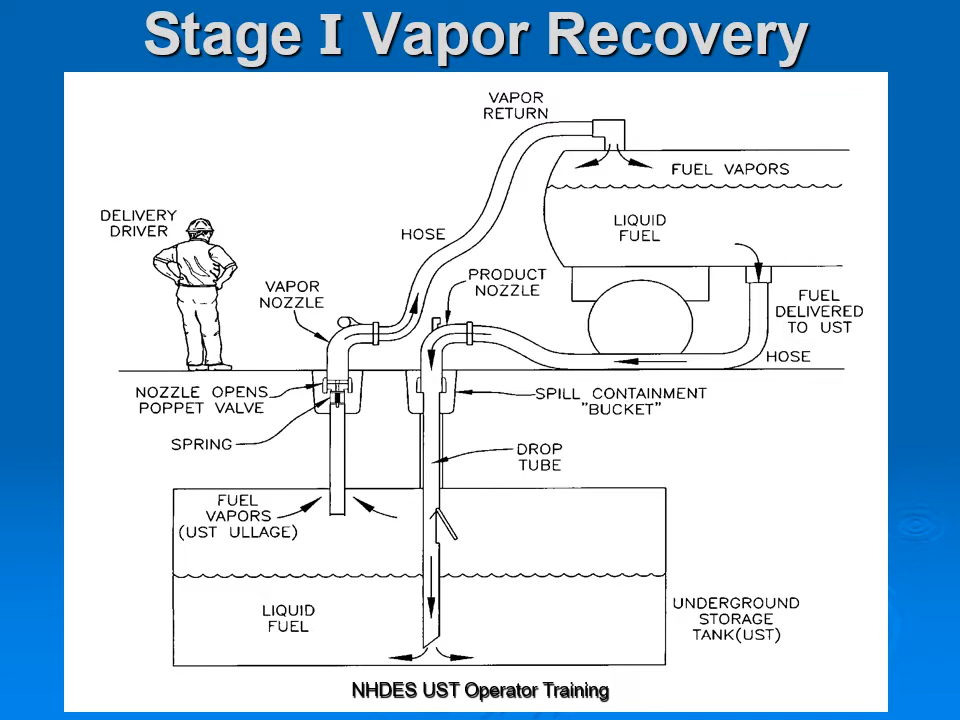 Stage I Vapor Recovery
VAPOR
RETURN
FUEL VAPORS
DELIVERY
DRIVER
HOSE
LIQUID
FUEL
VAPOR
NOZZLE
PRODUCT
NOZZLE
FUEL
DELIVERED
TO UST
HOSE
NOZZLE OPENS
POPPET VALVE
SPILL CONTAINMENT
"BUCKET"
SPRING
DROP
TUBE
FUEL
VAPORS
(UST ULLAGE)
LIQUID
FUEL
UNDERGROUND
STORAGE
TANK(UST)
NHDES UST Operator Training